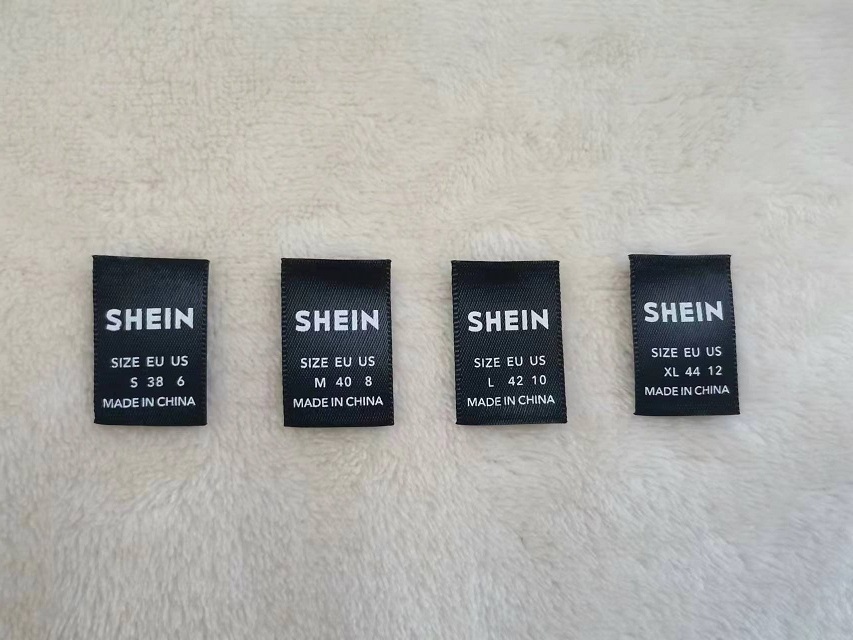 SHEIN
SIZE EU US
S 38 6
MADE IN CHINA
SHEIN
SIZE EU US
M 40 8
MADE IN CHINA
SHEIN
SIZE EU US
L 42 10
MADE IN CHINA
SHEIN
SIZE EU US
XL 44 12
MADE IN CHINA